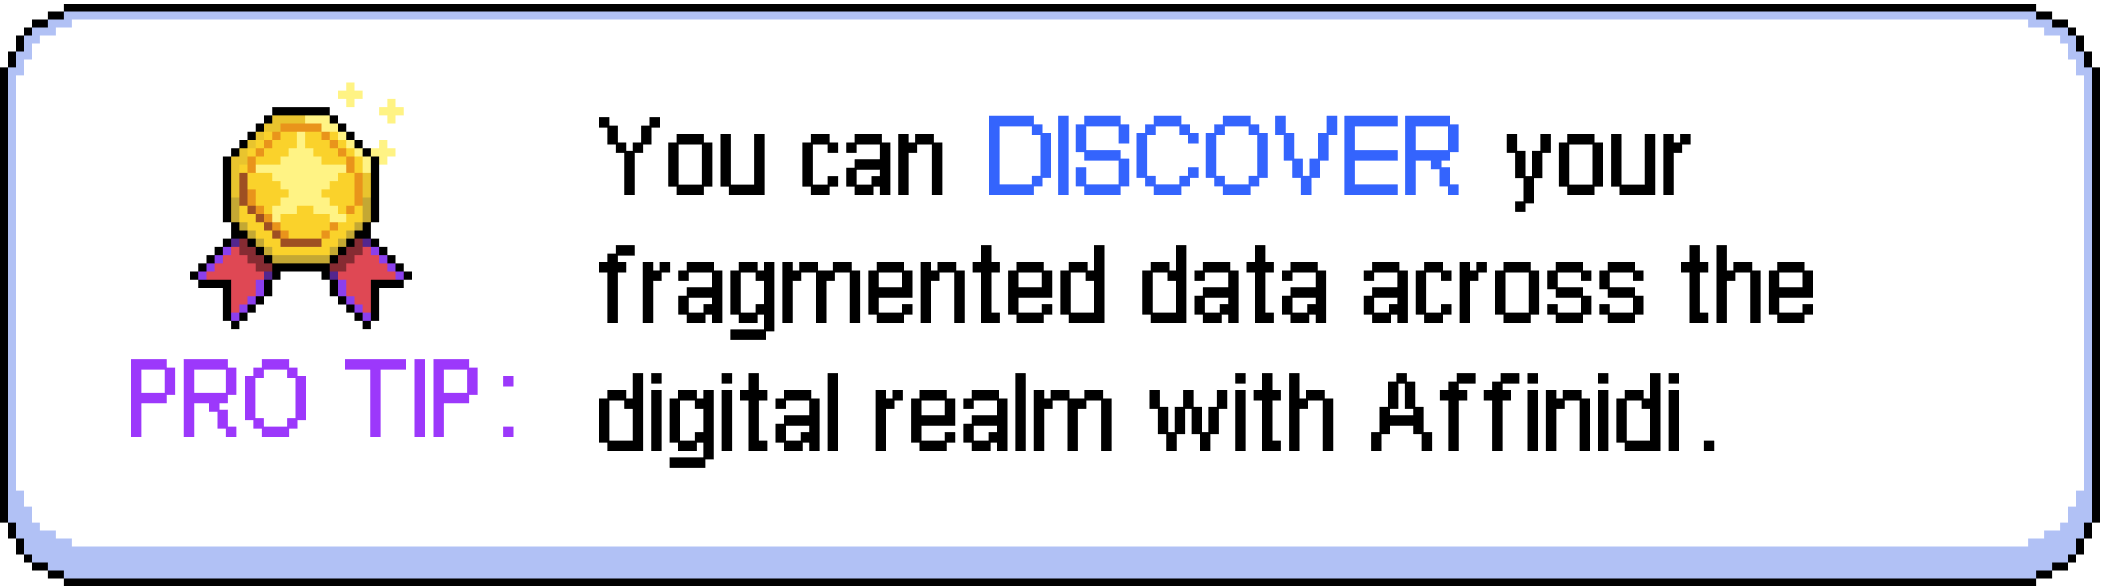 PRO TIP:
You can DISCOVER your
fragmented data across the
digital realm with Affinidi.